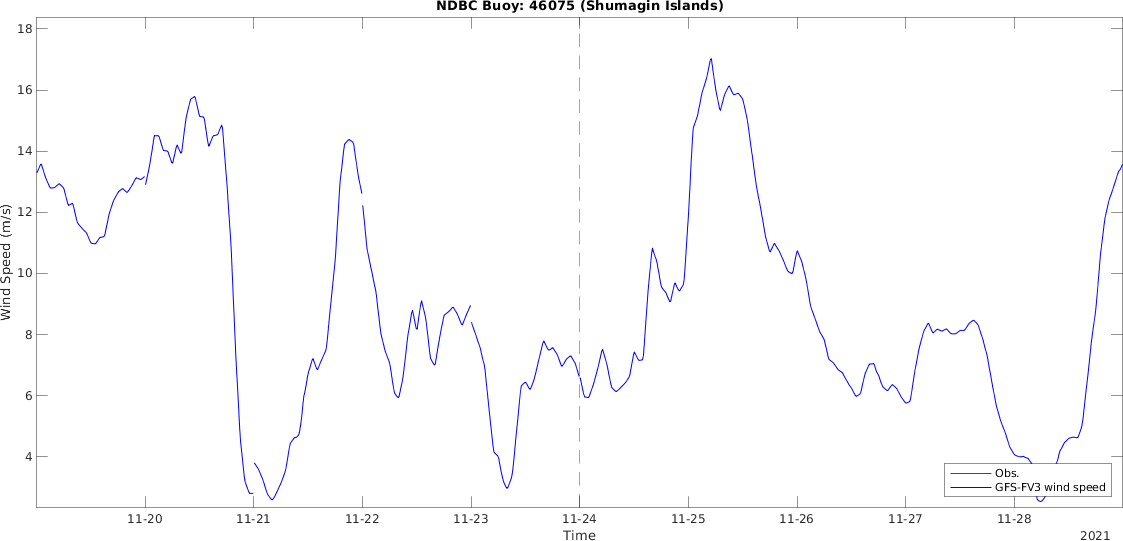 NDBC Buoy: 46075 (Shumagin Islands)
18
16
14
12
10
8
6
4
Wind Speed (m/s)
Obs.
GFS-FV3 wind speed
11-20 11-21 11-22 11-23 11-24 11-25 11-26 11-27 11-28
Time
2021